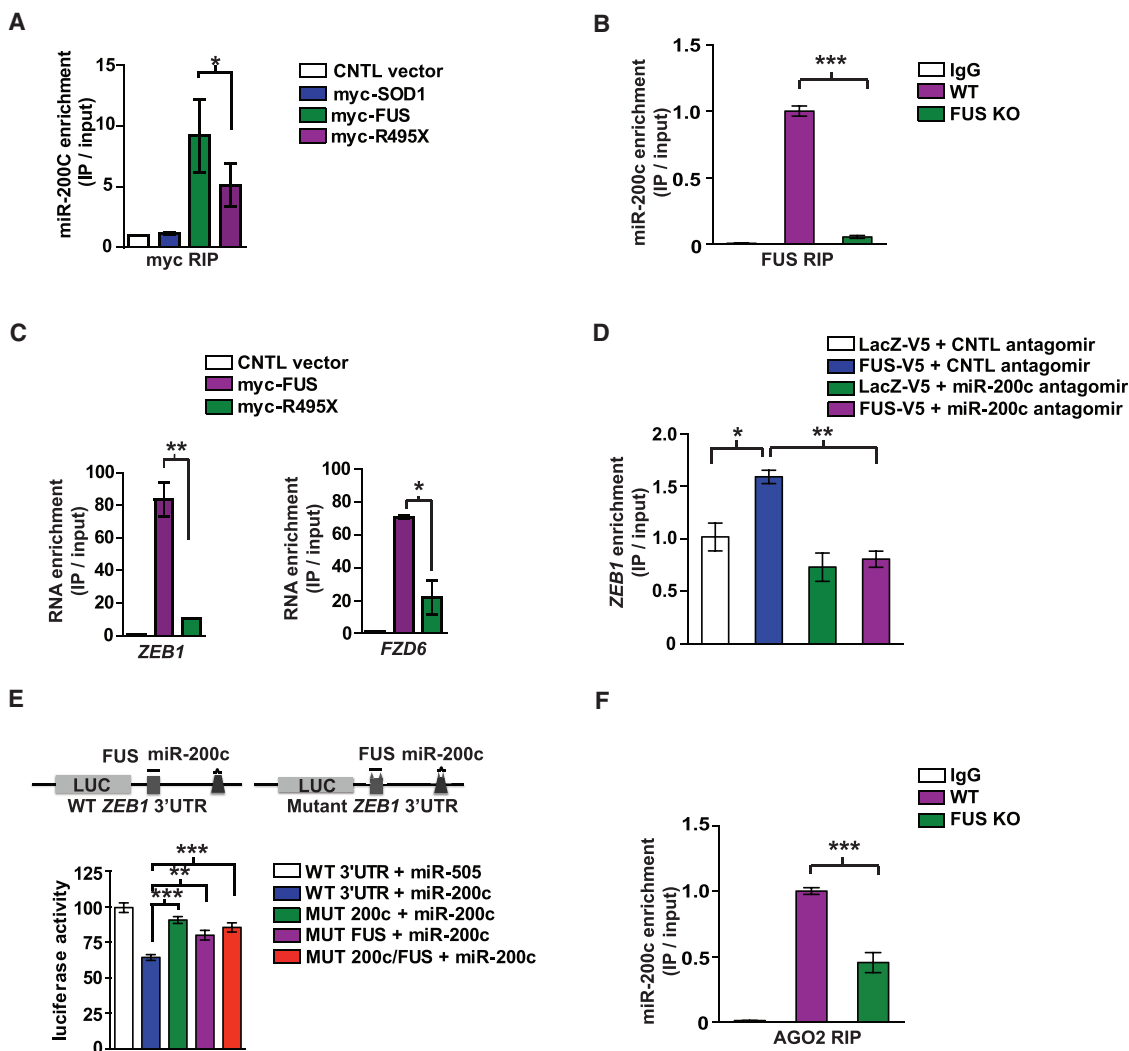 A
miR-200C enrichment
(IP / input)
15
10
5
0
*
myc RIP
CNTL vector
myc-SOD1
myc-FUS
myc-R495X
B
miR-200c enrichment
(IP / input)
1.5
1.0
0.5
0
***
FUS RIP
IgG
WT
FUS KO
C
CNTL vector
myc-FUS
myc-R495X
RNA enrichment
(IP / input)
100
80
60
40
20
0
**
ZEB1
RNA enrichment
(IP / input)
100
80
60
40
20
0
*
FZD6
D
LacZ-V5 + CNTL antagomir
FUS-V5 + CNTL antagomir
LacZ-V5 + miR-200c antagomir
FUS-V5 + miR-200c antagomir
ZEB1 enrichment
(IP / input)
2.0
1.5
1.0
0.5
0
*
**
E
FUS miR-200c
LUC
WT ZEB1 3'UTR
FUS miR-200c
LUC
Mutant ZEB1 3'UTR
luciferase activity
125
100
75
50
25
0
***
**
***
WT 3'UTR + miR-505
WT 3'UTR + miR-200c
MUT 200c + miR-200c
MUT FUS + miR-200c
MUT 200c/FUS + miR-200c
F
IgG
WT
FUS KO
miR-200c enrichment
(IP / input)
1.5
1.0
0.5
0
***
AGO2 RIP